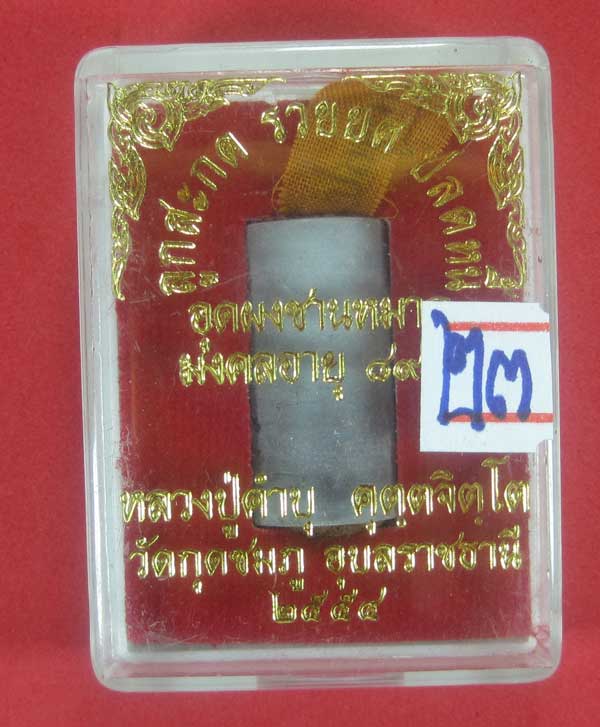 ลูกสะกด รวยยศ ปลดหนี้
อุดผงชานหมาก
มงคลอายุ ๘๙
๒๓
หลวงปู่คำบุ คุตฺตจิตฺโต
วัดกุดชมภู อุบลราชธานี
๒๕๕๔